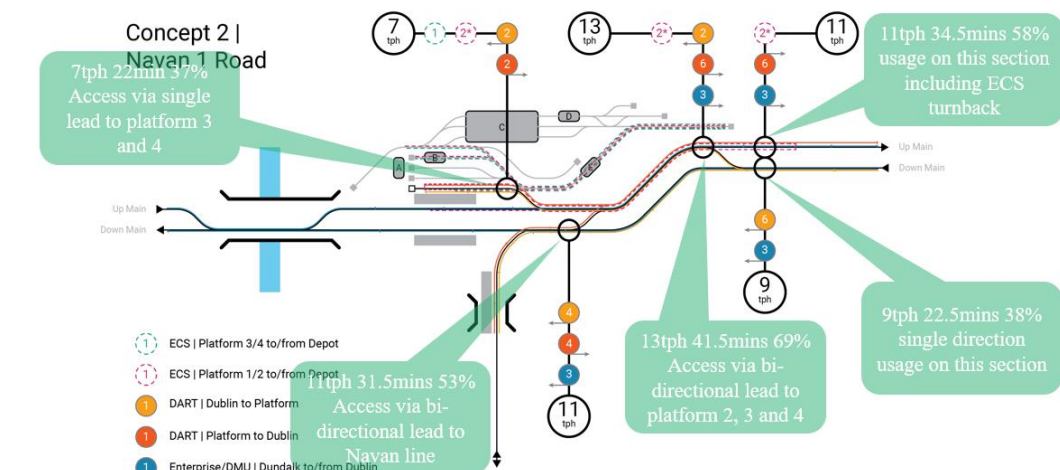 Concept 2 |
Navan 1 Road
7tph 22min 37%
Access via single
lead to platform 3
and 4
7
tph
1
2*
2
2
13
tph
2*
2
6
3
11
tph
2*
6
3
11tph 34.5mins 58%
usage on this section
including ECS
turnback
A
B
C
D
Up Main
Down Main
Up Main
Down Main
6
3
9
tph
4
4
3
11
tph
9tph 22.5mins 38%
single direction
usage on this section
13tph 41.5mins 69%
Access via bi-
directional lead to
platform 2, 3 and 4
11tph 31.5mins 53%
Access via bi-
directional lead to
Navan line
1 ECS | Platform 3/4 to/from Depot
1 ECS | Platform 1/2 to/from Depot
1 DART | Dublin to Platform
1 DART | Platform to Dublin
1 Enterprise/DMU | Dundalk to/from Dublin